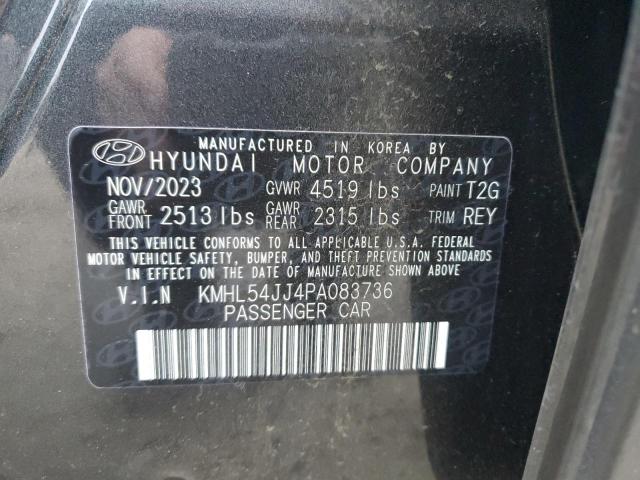 MANUFACTURED IN KOREA BY
HYUNDAI MOTOR COMPANY
NOV/2023 GVWR 4519 lbs PAINT T2G
GAWR FRONT 2513 lbs GAWR REAR 2315 lbs TRIM REY
THIS VEHICLE CONFORMS TO ALL APPLICABLE U.S.A. FEDERAL
MOTOR VEHICLE SAFETY, BUMPER, AND THEFT PREVENTION
STANDARDS IN EFFECT ON THE DATE OF MANUFACTURE SHOWN ABOVE.
V.I.N KMHL54JJ4PA083736
PASSENGER CAR